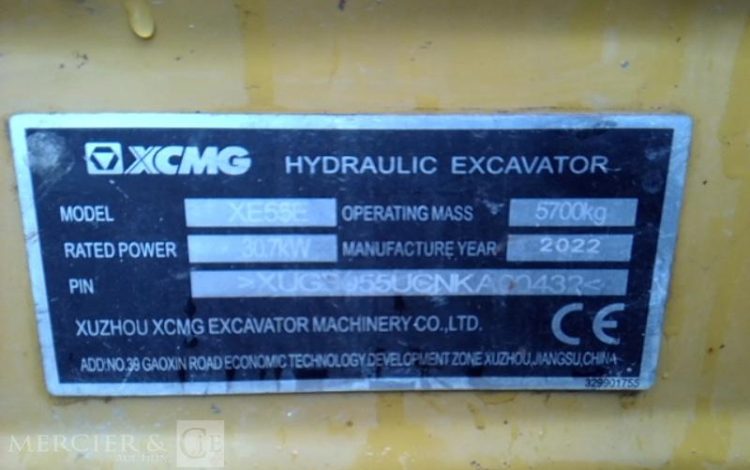 XCMG HYDRAULIC EXCAVATOR
MODEL XE55E OPERATING MASS 5700kg
RATED POWER 30.7kW MANUFACTURE YEAR 2022
PIN
XUZHOU XCMG EXCAVATOR MACHINERY CO.,LTD. CE
ADD:NO.39 GAOXIN ROAD ECONOMIC TECHNOLOGY DEVELOPMENT ZONE XUZHOU,JIANGSU,CHINA
329901755
MERCIER &
AUCTION